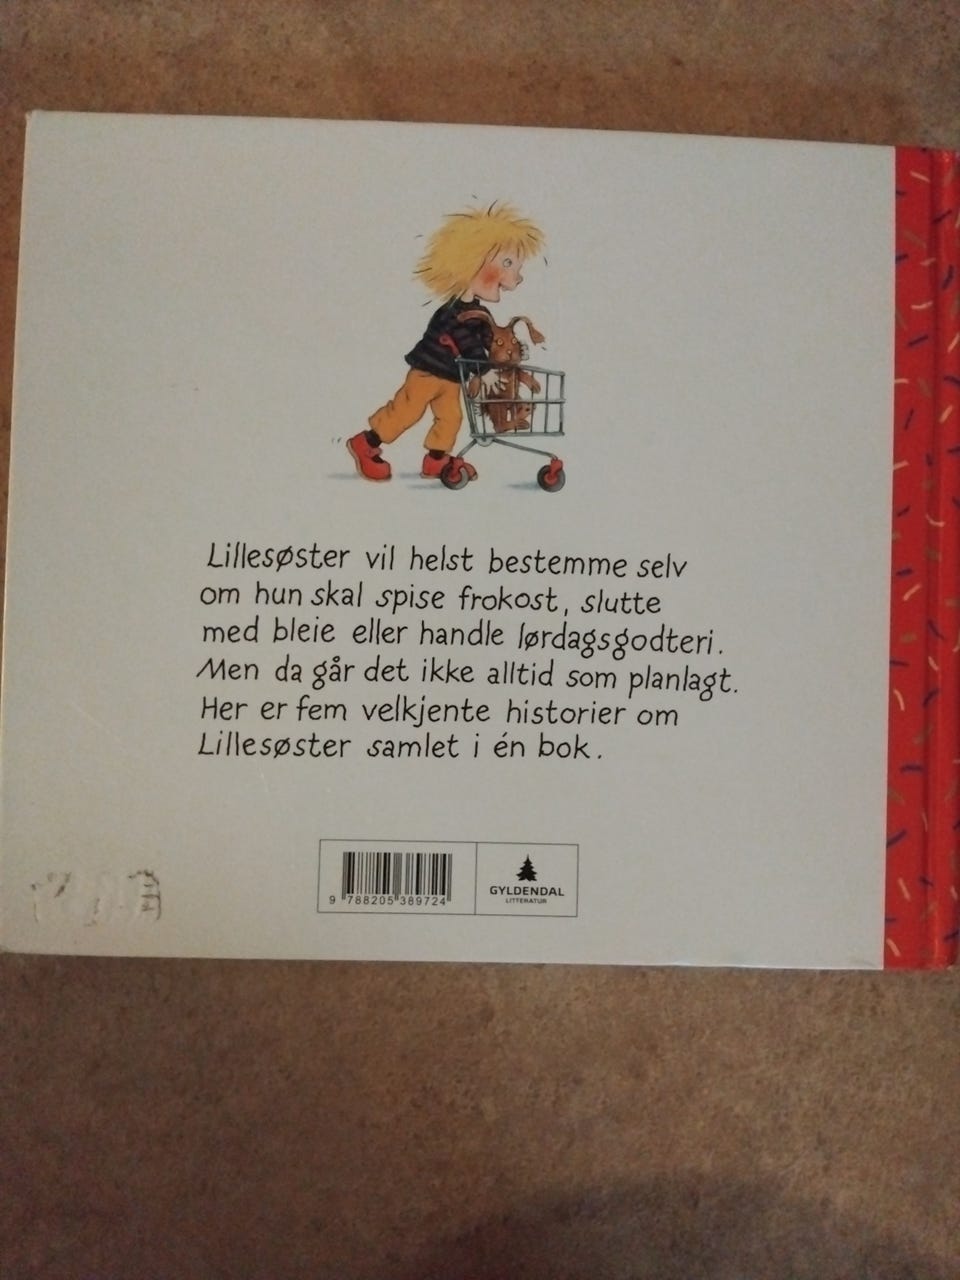 Lillesøster vil helst bestemme selv
om hun skal spise frokost, slutte
med bleie eller handle lørdagsgodteri.
Men da går det ikke alltid som planlagt.
Her er fem velkjente historier om
Lillesøster samlet i én bok.
9 788205 389724
GYLDENDAL
LITTERATUR